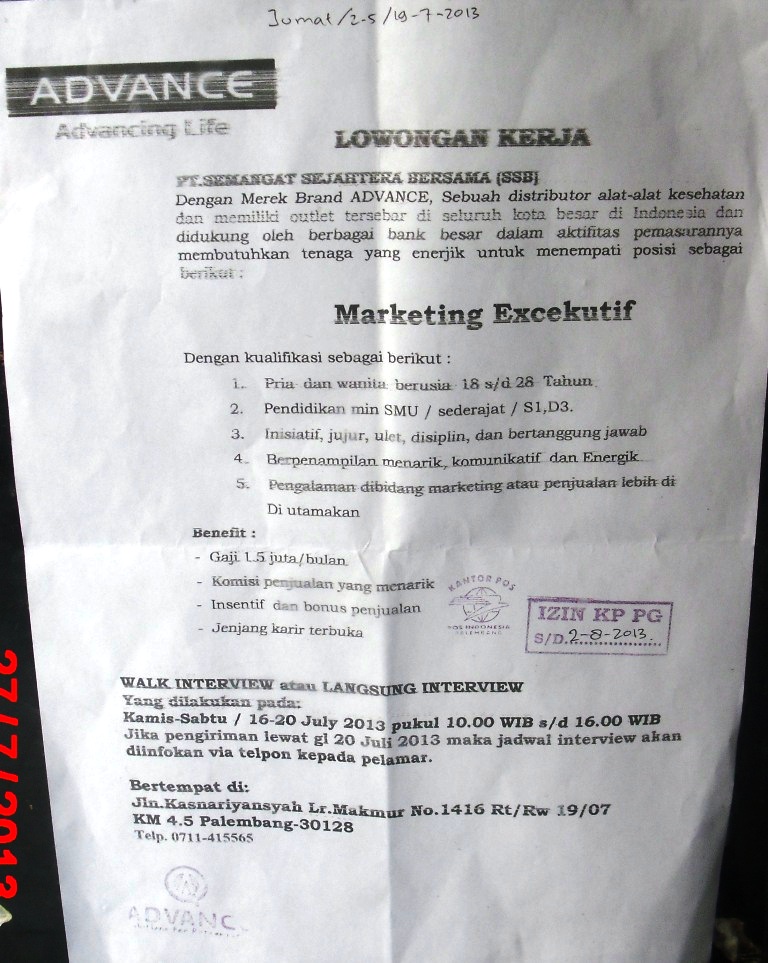 Jumat/2-5/19-7-2013
ADVANCE
Advancing Life
LOWONGAN KERJA
PT.SEMANGAT SEJAHTERA BERSAMA (SSB)
Dengan Merek Brand ADVANCE, Sebuah distributor alat-alat kesehatan
dan memiliki outlet tersebar di seluruh kota besar di Indonesia dan
didukung oleh berbagai bank besar dalam aktifitas pemasarannya
membutuhkan tenaga yang enerjik untuk menempati posisi sebagai
berikut :
Marketing Excekutif
Dengan kualifikasi sebagai berikut :
1. Pria dan wanita berusia 18 s/d 28 Tahun
2. Pendidikan min SMU / sederajat / S1,D3.
3. Inisiatif, jujur, ulet, disiplin, dan bertanggung jawab
4. Berpenampilan menarik, komunikatif dan Energik
5. Pengalaman dibidang marketing atau penjualan lebih di
Di utamakan
Benefit :
- Gaji 1.5 juta/bulan
- Komisi penjualan yang menarik
- Insentif dan bonus penjualan
- Jenjang karir terbuka
KANTOR POS
POS INDONESIA
PALEMBANG
IZIN KP PG
S/D.2-8-2013.
WALK INTERVIEW atau LANGSUNG INTERVIEW
Yang dilakukan pada:
Kamis-Sabtu / 16-20 July 2013 pukul 10.00 WIB s/d 16.00 WIB
Jika pengiriman lewat gl 20 Juli 2013 maka jadwal interview akan
diinfokan via telpon kepada pelamar.
Bertempat di:
Jln.Kasnariyansyah Lr.Makmur No.1416 Rt/Rw 19/07
KM 4.5 Palembang-30128
Telp. 0711-415565
ADVANC
27/7/2013